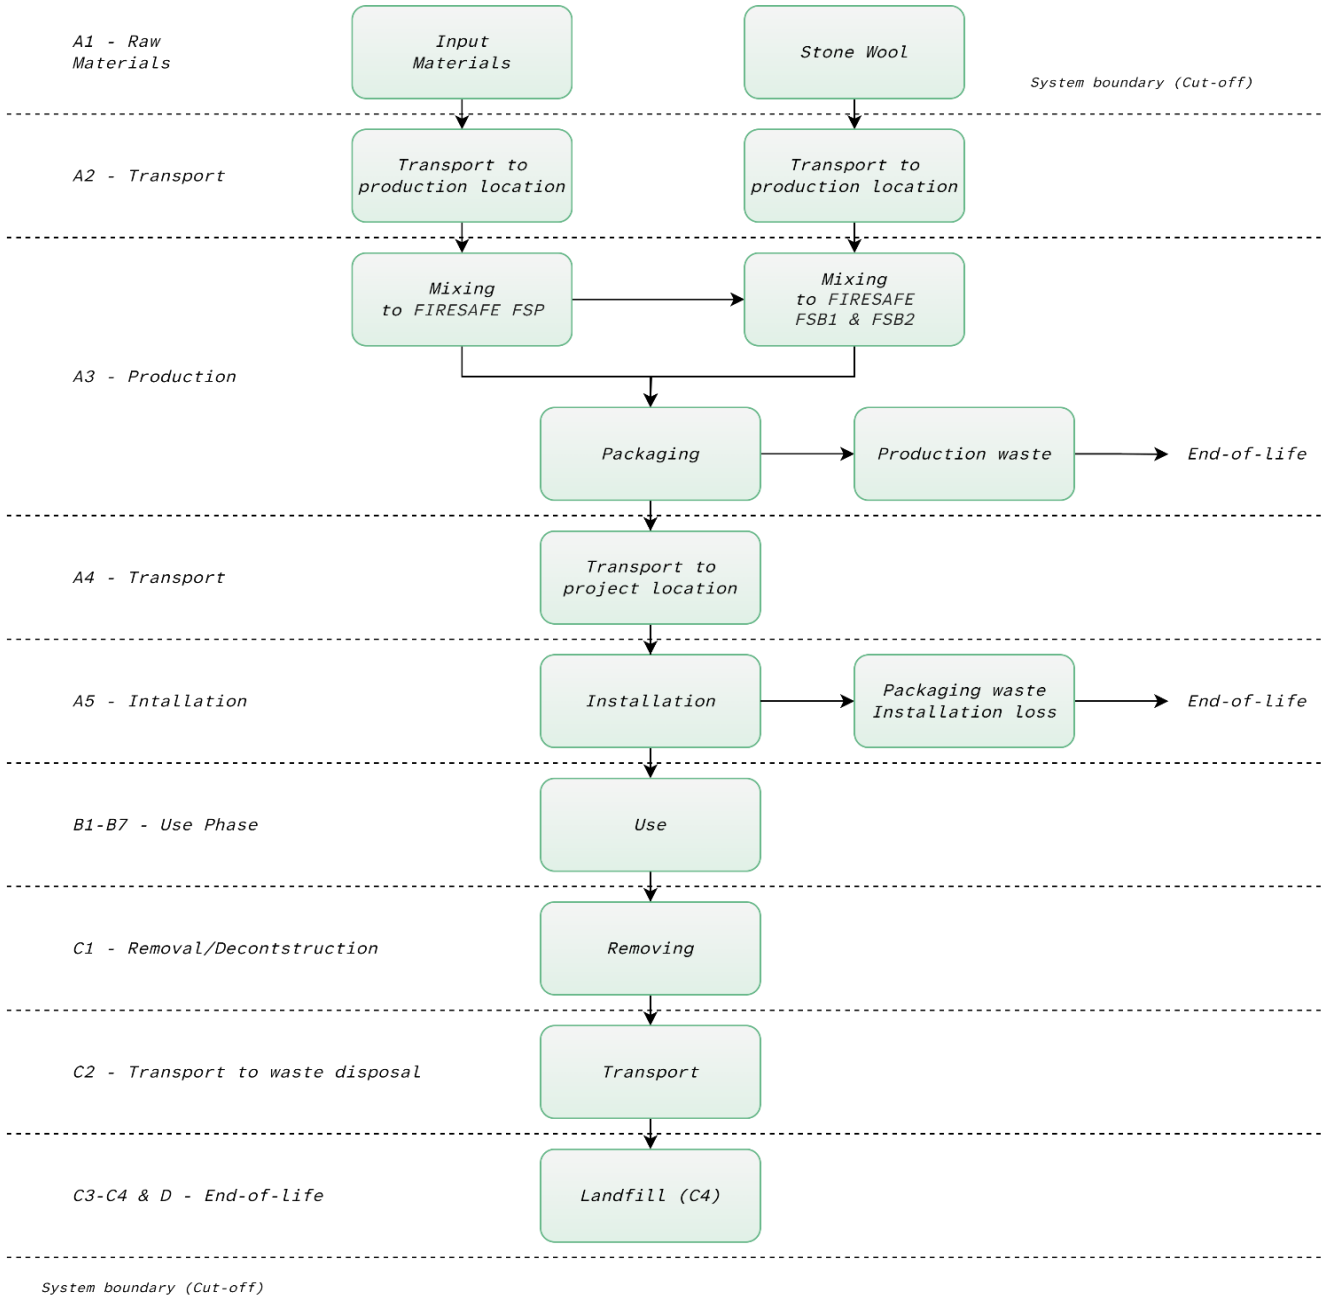 A1 - Raw
Materials
Input
Materials
Stone Wool
System boundary (Cut-off)
A2 - Transport
Transport to
production location
Transport to
production location
Mixing
to FIRESAFE FSP
Mixing
to FIRESAFE
FSB1 & FSB2
A3 - Production
Packaging
Production waste
End-of-life
A4 - Transport
Transport to
project location
A5 - Intallation
Installation
Packaging waste
Installation loss
End-of-life
B1-B7 - Use Phase
Use
C1 - Removal/Decontstruction
Removing
C2 - Transport to waste disposal
Transport
C3-C4 & D - End-of-life
Landfill (C4)
System boundary (Cut-off)